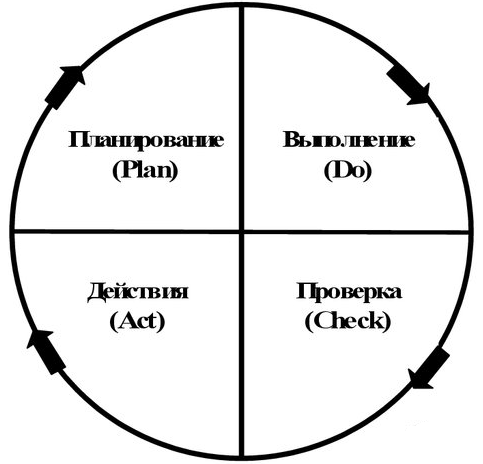 Планирование
(Plan)
Выполнение
(Do)
Действия
(Act)
Проверка
(Check)